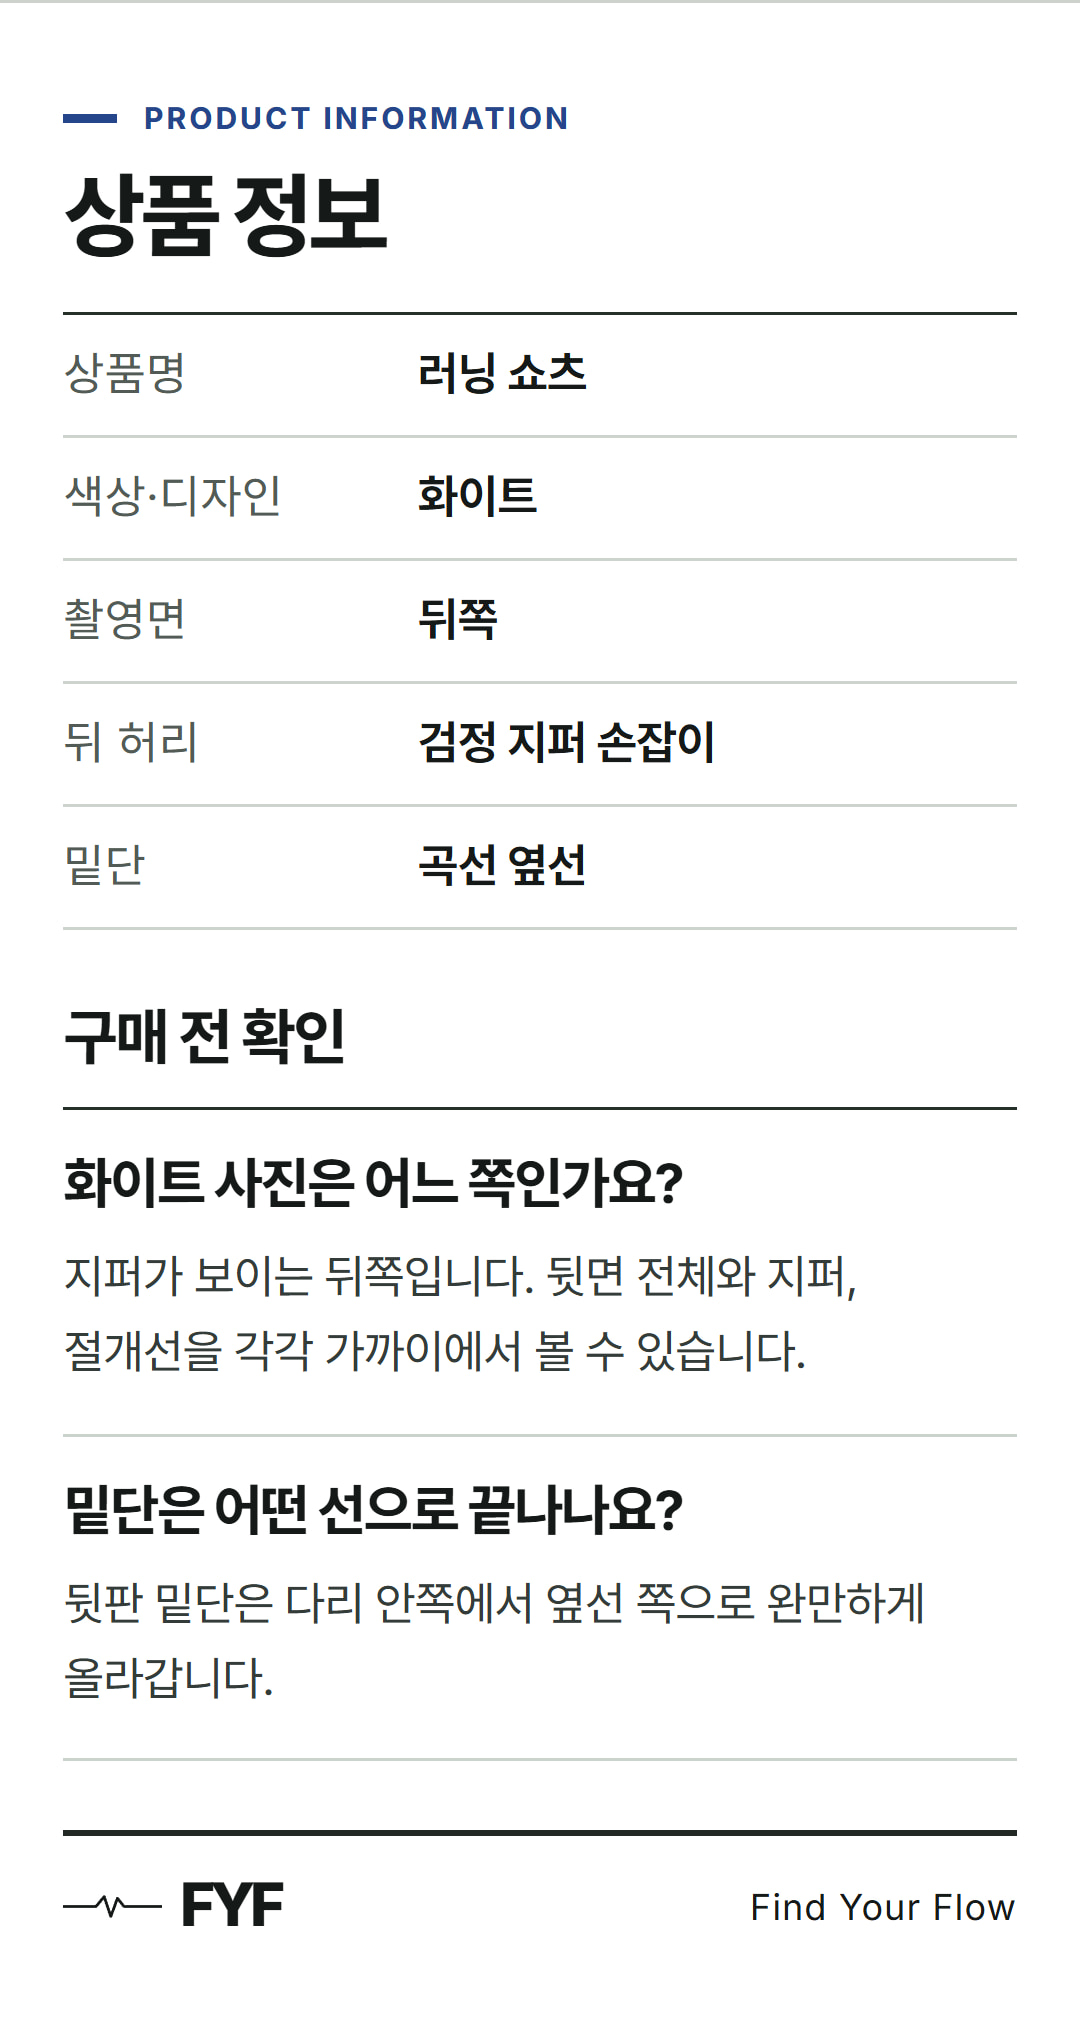 PRODUCT INFORMATION
상품 정보
상품명 러닝 쇼츠
색상·디자인 화이트
촬영면 뒤쪽
뒤 허리 검정 지퍼 손잡이
밑단 곡선 옆선
구매 전 확인
화이트 사진은 어느 쪽인가요?
지퍼가 보이는 뒤쪽입니다. 뒷면 전체와 지퍼,
절개선을 각각 가까이에서 볼 수 있습니다.
밑단은 어떤 선으로 끝나나요?
뒷판 밑단은 다리 안쪽에서 옆선 쪽으로 완만하게
올라갑니다.
FYF Find Your Flow